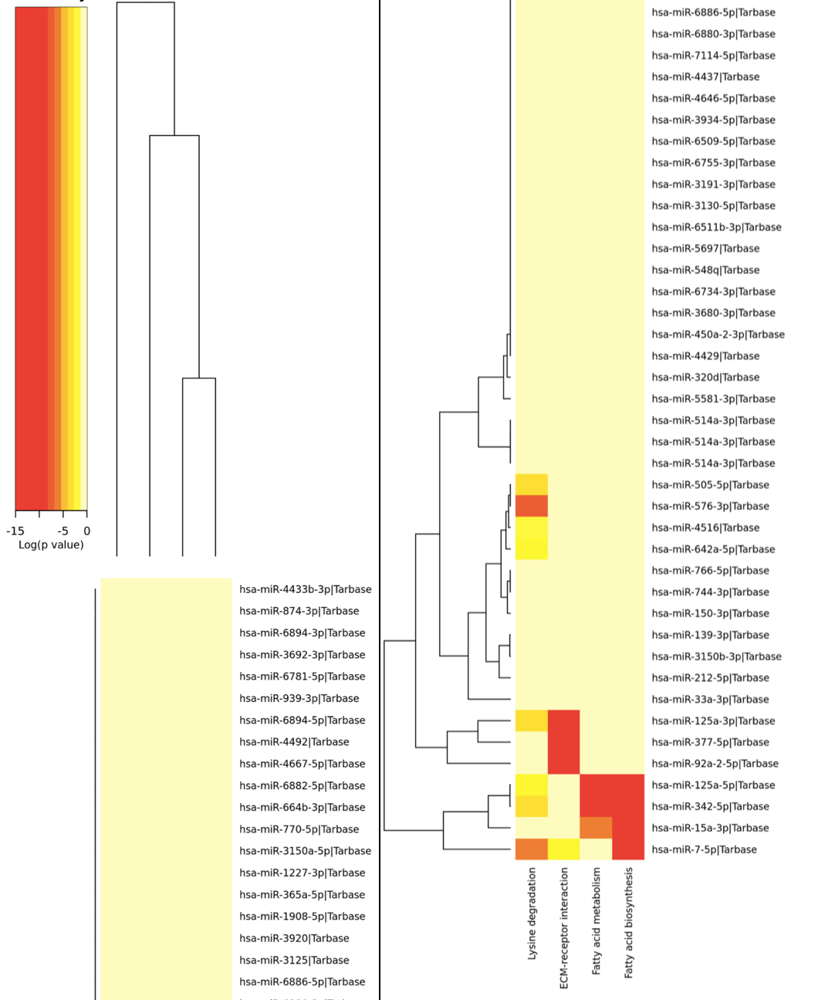 -15
-5
0
Log(p value)
hsa-miR-4433b-3p|Tarbase
hsa-miR-874-3p|Tarbase
hsa-miR-6894-3p|Tarbase
hsa-miR-3692-3p|Tarbase
hsa-miR-6781-5p|Tarbase
hsa-miR-939-3p|Tarbase
hsa-miR-6894-5p|Tarbase
hsa-miR-4492|Tarbase
hsa-miR-4667-5p|Tarbase
hsa-miR-6882-5p|Tarbase
hsa-miR-664b-3p|Tarbase
hsa-miR-770-5p|Tarbase
hsa-miR-3150a-5p|Tarbase
hsa-miR-1227-3p|Tarbase
hsa-miR-365a-5p|Tarbase
hsa-miR-1908-5p|Tarbase
hsa-miR-3920|Tarbase
hsa-miR-3125|Tarbase
hsa-miR-6886-5p|Tarbase
hsa-miR-6886-5p|Tarbase
hsa-miR-6880-3p|Tarbase
hsa-miR-7114-5p|Tarbase
hsa-miR-4437|Tarbase
hsa-miR-4646-5p|Tarbase
hsa-miR-3934-5p|Tarbase
hsa-miR-6509-5p|Tarbase
hsa-miR-6755-3p|Tarbase
hsa-miR-3191-3p|Tarbase
hsa-miR-3130-5p|Tarbase
hsa-miR-6511b-3p|Tarbase
hsa-miR-5697|Tarbase
hsa-miR-548q|Tarbase
hsa-miR-6734-3p|Tarbase
hsa-miR-3680-3p|Tarbase
hsa-miR-450a-2-3p|Tarbase
hsa-miR-4429|Tarbase
hsa-miR-320d|Tarbase
hsa-miR-5581-3p|Tarbase
hsa-miR-514a-3p|Tarbase
hsa-miR-514a-3p|Tarbase
hsa-miR-514a-3p|Tarbase
hsa-miR-505-5p|Tarbase
hsa-miR-576-3p|Tarbase
hsa-miR-4516|Tarbase
hsa-miR-642a-5p|Tarbase
hsa-miR-766-5p|Tarbase
hsa-miR-744-3p|Tarbase
hsa-miR-150-3p|Tarbase
hsa-miR-139-3p|Tarbase
hsa-miR-3150b-3p|Tarbase
hsa-miR-212-5p|Tarbase
hsa-miR-33a-3p|Tarbase
hsa-miR-125a-3p|Tarbase
hsa-miR-377-5p|Tarbase
hsa-miR-92a-2-5p|Tarbase
hsa-miR-125a-5p|Tarbase
hsa-miR-342-5p|Tarbase
hsa-miR-15a-3p|Tarbase
hsa-miR-7-5p|Tarbase
Lysine degradation
ECM-receptor interaction
Fatty acid metabolism
Fatty acid biosynthesis